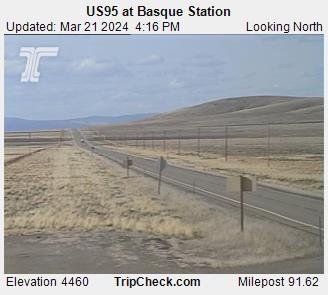 US95 at Basque Station
Updated: Mar 21 2024  4:16 PM Looking North
Elevation 4460 TripCheck.com Milepost 91.62